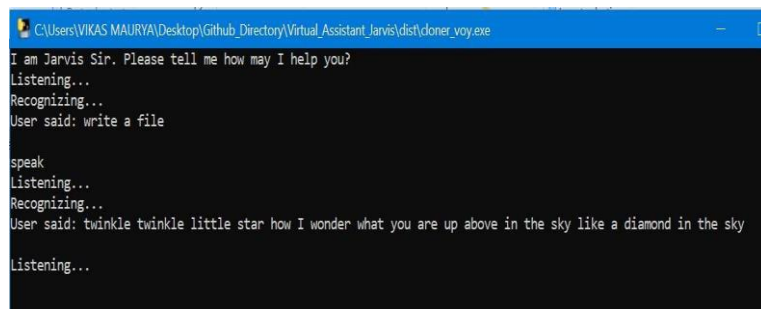 C:\Users\VIKAS MAURYA\Desktop\Github_Directory\Virtual_Assistant_Jarvis\dist\cloner_voy.exe
I am Jarvis Sir. Please tell me how may I help you?
Listening...
Recognizing...
User said: write a file
speak
Listening...
Recognizing...
User said: twinkle twinkle little star how I wonder what you are up above in the sky like a diamond in the sky
Listening...